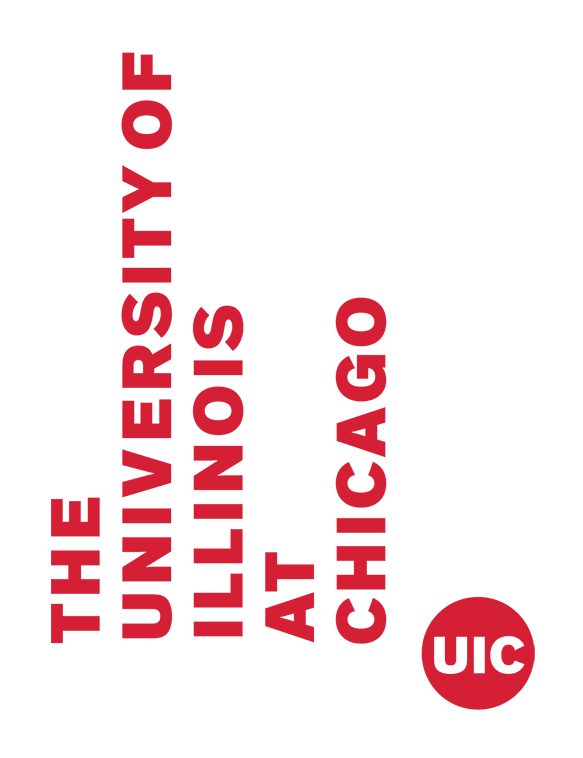 THE
UNIVERSITY OF
ILLINOIS
AT
CHICAGO
UIC